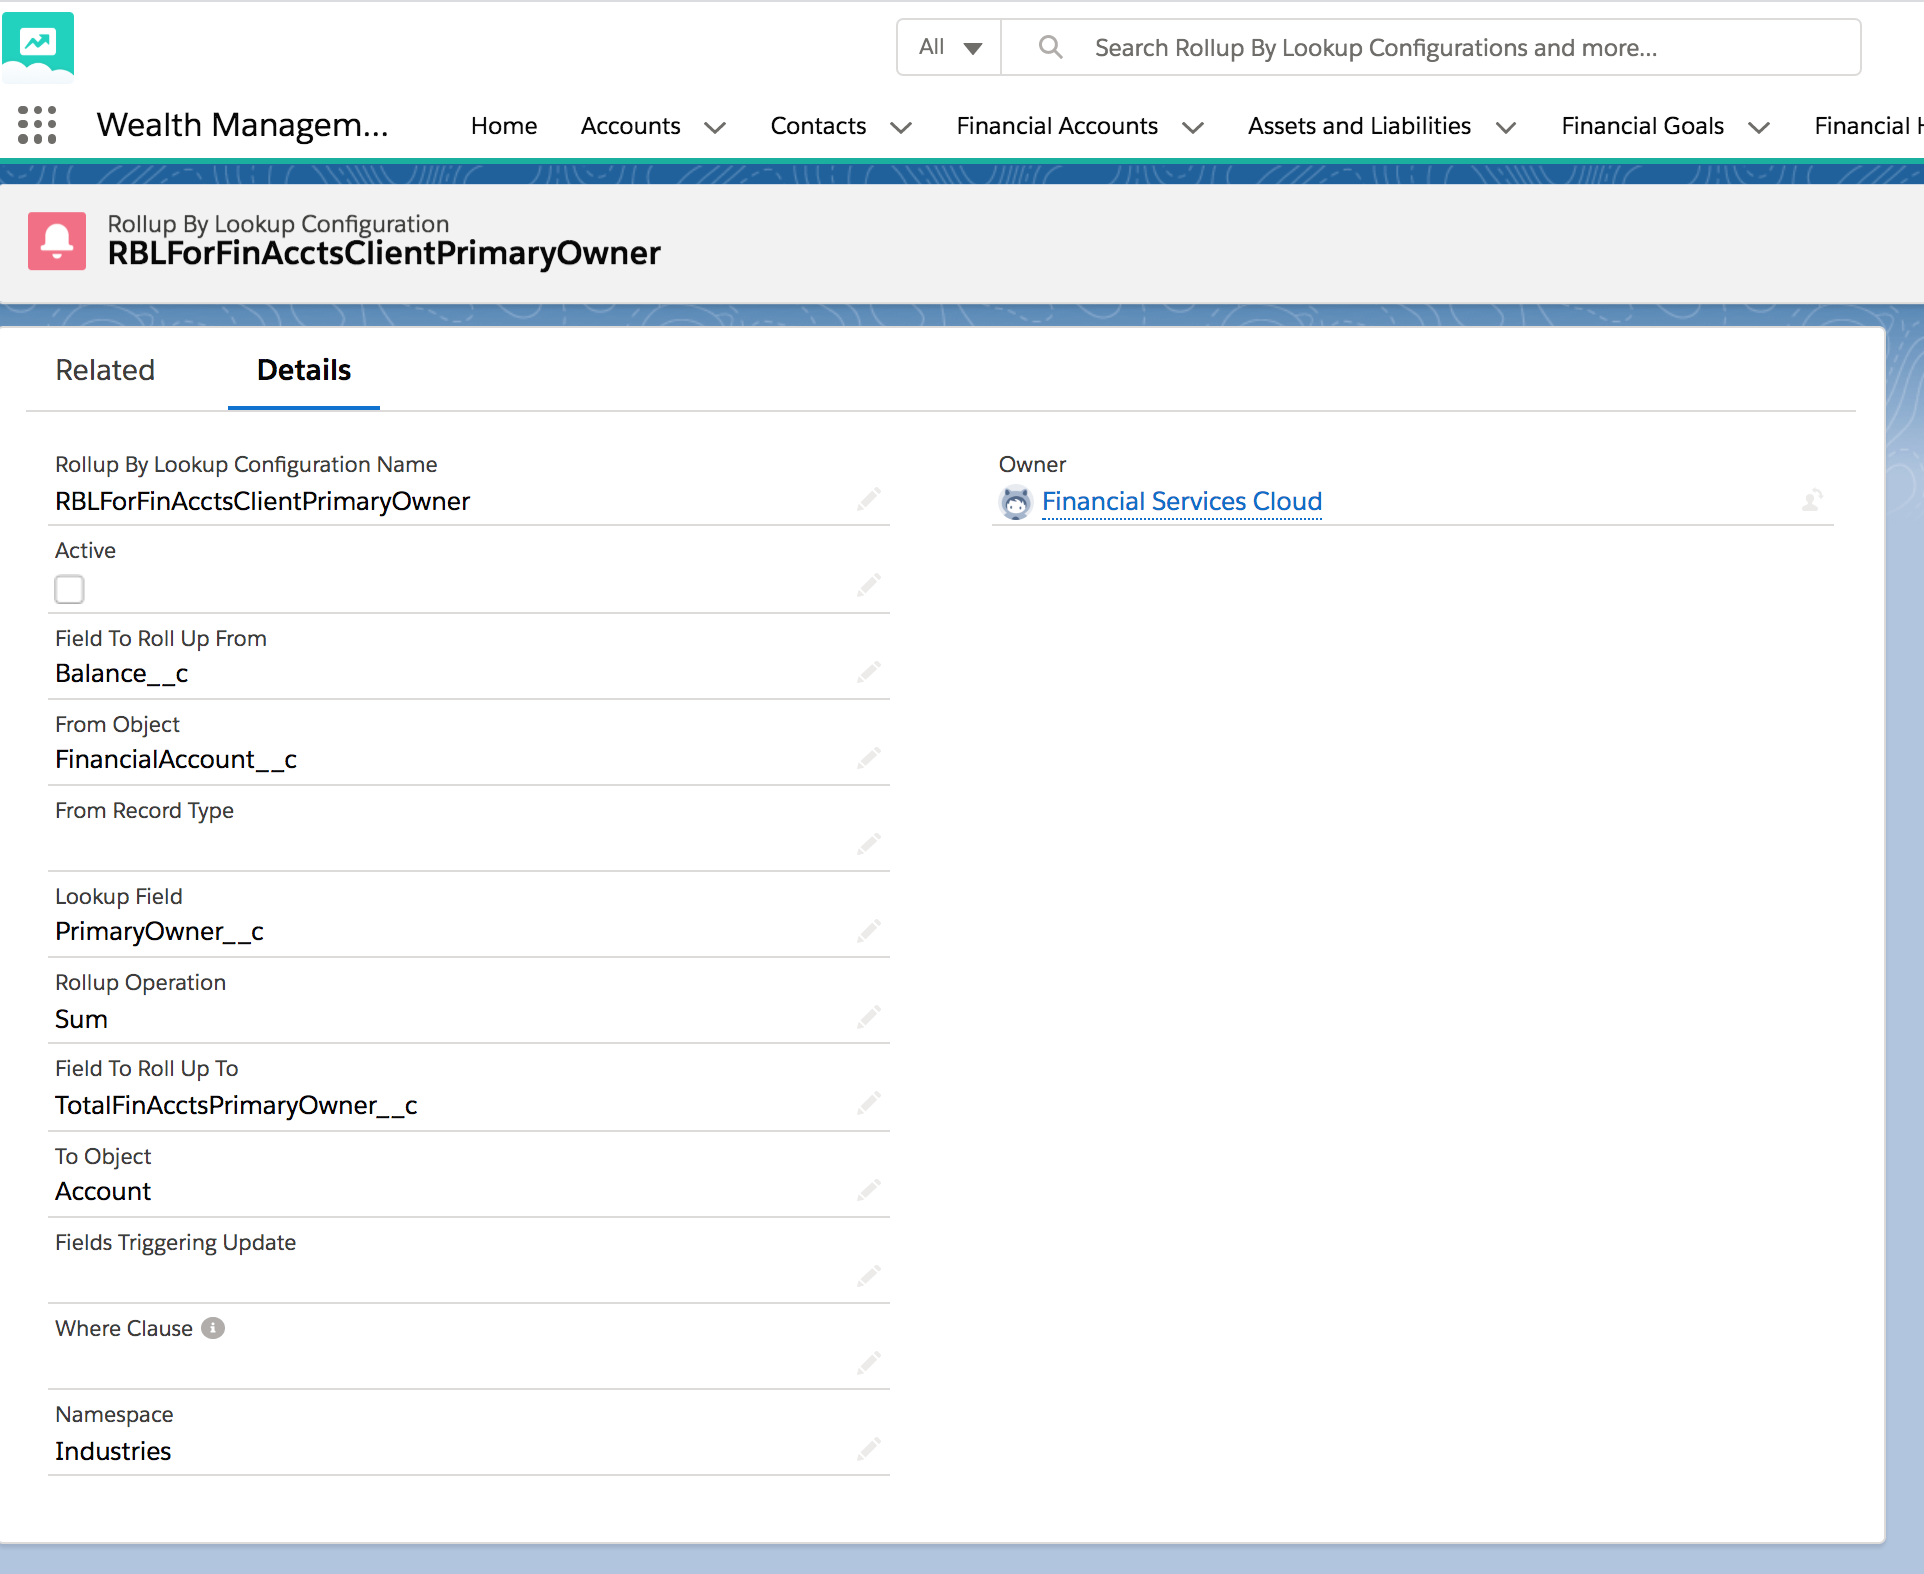 All
Search Rollup By Lookup Configurations and more...
Wealth Managem...
Home
Accounts
Contacts
Financial Accounts
Assets and Liabilities
Financial Goals
Financial
Rollup By Lookup Configuration
RBLForFinAcctsClientPrimaryOwner
Related
Details
Rollup By Lookup Configuration Name
RBLForFinAcctsClientPrimaryOwner
Owner
Financial Services Cloud
Active
Field To Roll Up From
Balance__c
From Object
FinancialAccount__c
From Record Type
Lookup Field
PrimaryOwner__c
Rollup Operation
Sum
Field To Roll Up To
TotalFinAcctsPrimaryOwner__c
To Object
Account
Fields Triggering Update
Where Clause
Namespace
Industries